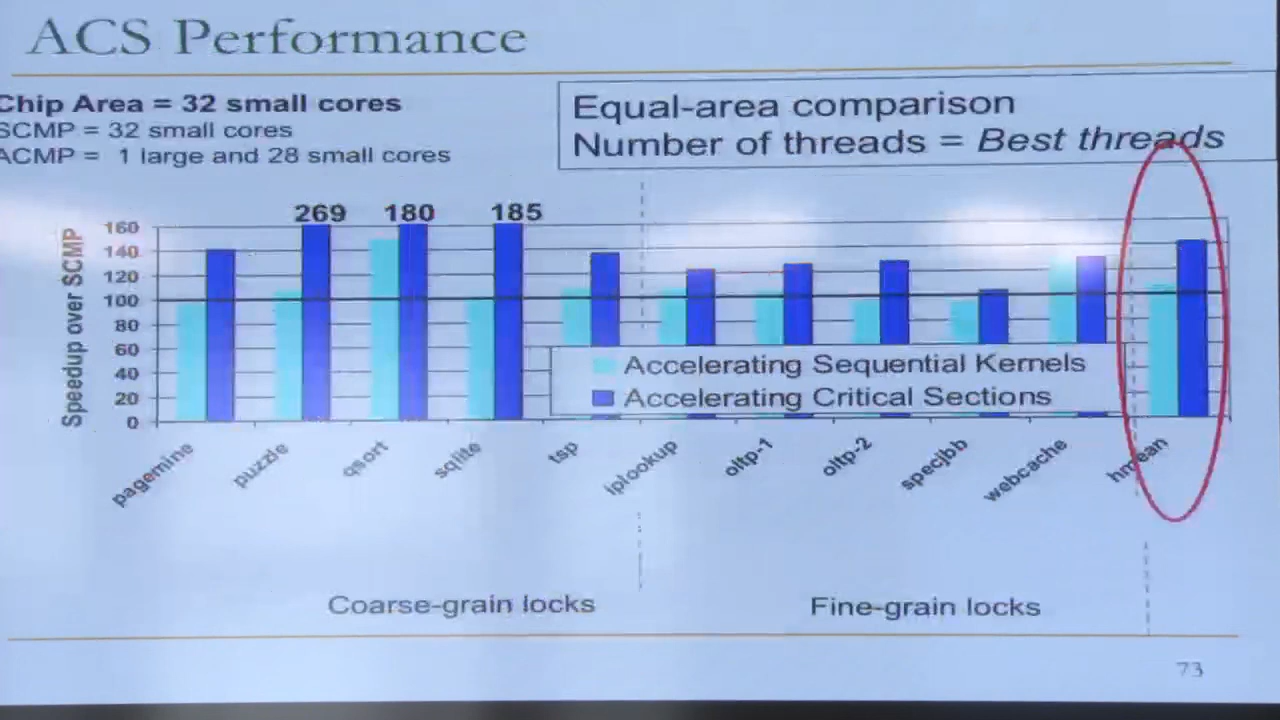 ACS Performance
Chip Area = 32 small cores
SCMP = 32 small cores
ACMP = 1 large and 28 small cores
Equal-area comparison
Number of threads = Best threads
269 180 185
Speedup over SCMP
160
140
120
100
80
60
40
20
0
Accelerating Sequential Kernels
Accelerating Critical Sections
pagemine
puzzle
qsort
sqlite
tsp
iplookup
oltp-1
oltp-2
specjbb
webcache
hmean
Coarse-grain locks
Fine-grain locks
73